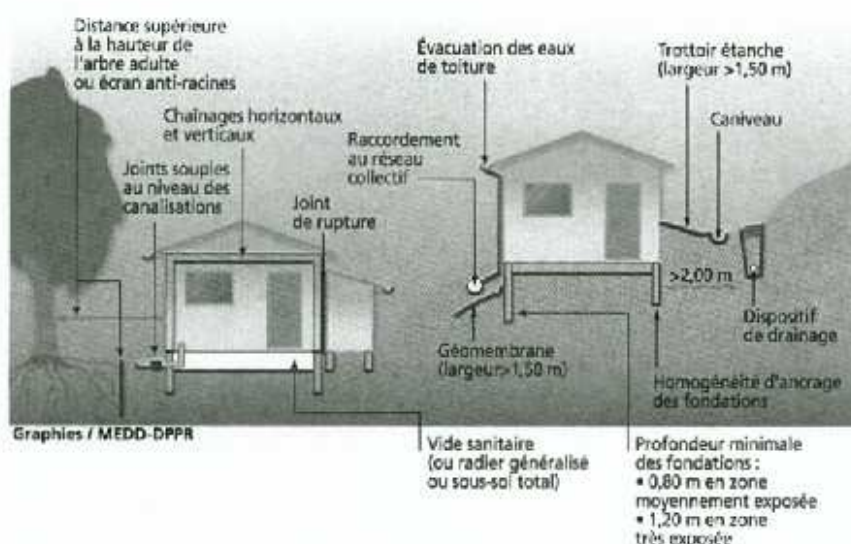 Distance supérieure
à la hauteur de
l'arbre adulte
ou écran anti-racines
Chaînages horizontaux
et verticaux
Joints souples
au niveau des
canalisations
Joint
de rupture
Évacuation des eaux
de toiture
Raccordement
au réseau
collectif
Trottoir étanche
(largeur >1,50 m)
Caniveau
>2,00 m
Dispositif
de drainage
Géomembrane
(largeur>1,50 m)
Homogénéité d'ancrage
des fondations
Graphies / MEDD-DPPR
Vide sanitaire
(ou radier généralisé
ou sous-sol total)
Profondeur minimale
des fondations :
• 0,80 m en zone
moyennement exposée
• 1,20 m en zone
très exposée